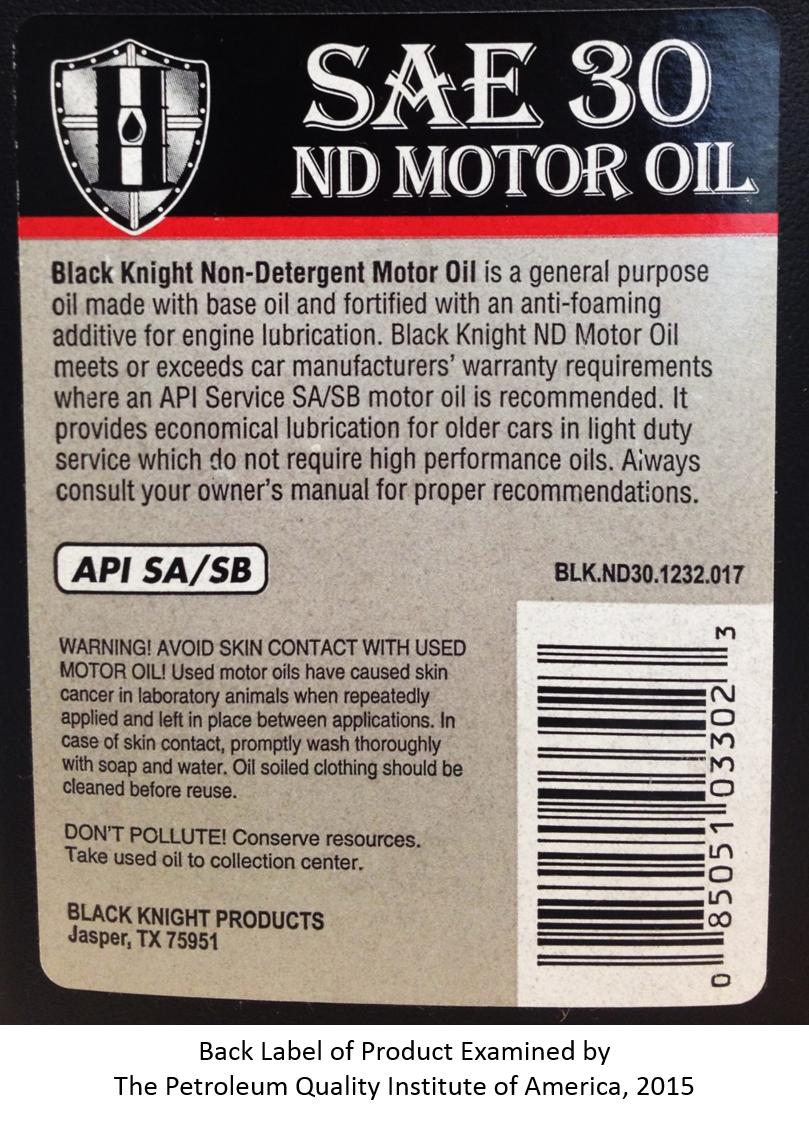 SAE 30
ND MOTOR OIL
Black Knight Non-Detergent Motor Oil is a general purpose
oil made with base oil and fortified with an anti-foaming
additive for engine lubrication. Black Knight ND Motor Oil
meets or exceeds car manufacturers' warranty requirements
where an API Service SA/SB motor oil is recommended. It
provides economical lubrication for older cars in light duty
service which do not require high performance oils. Always
consult your owner's manual for proper recommendations.
API SA/SB
BLK.ND30.1232.017
WARNING! AVOID SKIN CONTACT WITH USED
MOTOR OIL! Used motor oils have caused skin
cancer in laboratory animals when repeatedly
applied and left in place between applications. In
case of skin contact, promptly wash thoroughly
with soap and water. Oil soiled clothing should be
cleaned before reuse.
DON'T POLLUTE! Conserve resources.
Take used oil to collection center.
BLACK KNIGHT PRODUCTS
Jasper, TX 75951
0 85051 03302 3
Back Label of Product Examined by
The Petroleum Quality Institute of America, 2015